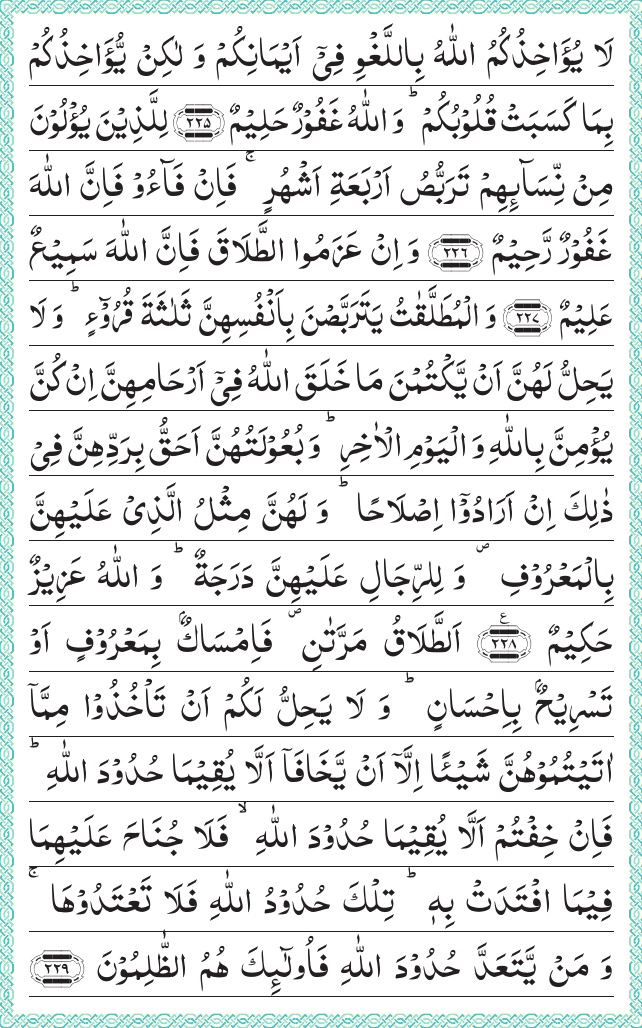 لَا يُؤَاخِذُكُمُ اللّٰهُ بِاللَّغْوِ فِیْۤ اَيْمَانِكُمْ وَ لٰكِنْ يُّؤَاخِذُكُمْ
بِمَا كَسَبَتْ قُلُوْبُكُمْ ؕ وَ اللّٰهُ غَفُوْرٌ حَلِيْمٌ ﴿۲۲۵﴾ لِلَّذِيْنَ يُؤْلُوْنَ
مِنْ نِّسَآىِٕهِمْ تَرَبُّصُ اَرْبَعَةِ اَشْهُرٍ ۚ فَاِنْ فَآءُوْ فَاِنَّ اللّٰهَ
غَفُوْرٌ رَّحِيْمٌ ﴿۲۲۶﴾ وَ اِنْ عَزَمُوا الطَّلَاقَ فَاِنَّ اللّٰهَ سَمِيْعٌ
عَلِيْمٌ ﴿۲۲۷﴾ وَ الْمُطَلَّقٰتُ يَتَرَبَّصْنَ بِاَنْفُسِهِنَّ ثَلٰثَةَ قُرُوْٓءٍ ؕ وَ لَا
يَحِلُّ لَهُنَّ اَنْ يَّكْتُمْنَ مَا خَلَقَ اللّٰهُ فِیْۤ اَرْحَامِهِنَّ اِنْ كُنَّ
يُؤْمِنَّ بِاللّٰهِ وَ الْيَوْمِ الْاٰخِرِ ؕ وَ بُعُوْلَتُهُنَّ اَحَقُّ بِرَدِّهِنَّ فِیْ
ذٰلِكَ اِنْ اَرَادُوْۤا اِصْلَاحًا ؕ وَ لَهُنَّ مِثْلُ الَّذِیْ عَلَيْهِنَّ
بِالْمَعْرُوْفِ ۪ وَ لِلرِّجَالِ عَلَيْهِنَّ دَرَجَةٌ ؕ وَ اللّٰهُ عَزِيْزٌ
حَكِيْمٌ ﴿۲۲۸﴾ ع اَلطَّلَاقُ مَرَّتٰنِ ۪ فَاِمْسَاكٌۢ بِمَعْرُوْفٍ اَوْ
تَسْرِيْحٌۢ بِاِحْسَانٍ ؕ وَ لَا يَحِلُّ لَكُمْ اَنْ تَاْخُذُوْا مِمَّاۤ
اٰتَيْتُمُوْهُنَّ شَيْـًٔا اِلَّاۤ اَنْ يَّخَافَاۤ اَلَّا يُقِيْمَا حُدُوْدَ اللّٰهِ ؕ
فَاِنْ خِفْتُمْ اَلَّا يُقِيْمَا حُدُوْدَ اللّٰهِ ۙ فَلَا جُنَاحَ عَلَيْهِمَا
فِيْمَا افْتَدَتْ بِهٖ ؕ تِلْكَ حُدُوْدُ اللّٰهِ فَلَا تَعْتَدُوْهَا ۚ
وَ مَنْ يَّتَعَدَّ حُدُوْدَ اللّٰهِ فَاُولٰٓىِٕكَ هُمُ الظّٰلِمُوْنَ ﴿۲۲۹﴾